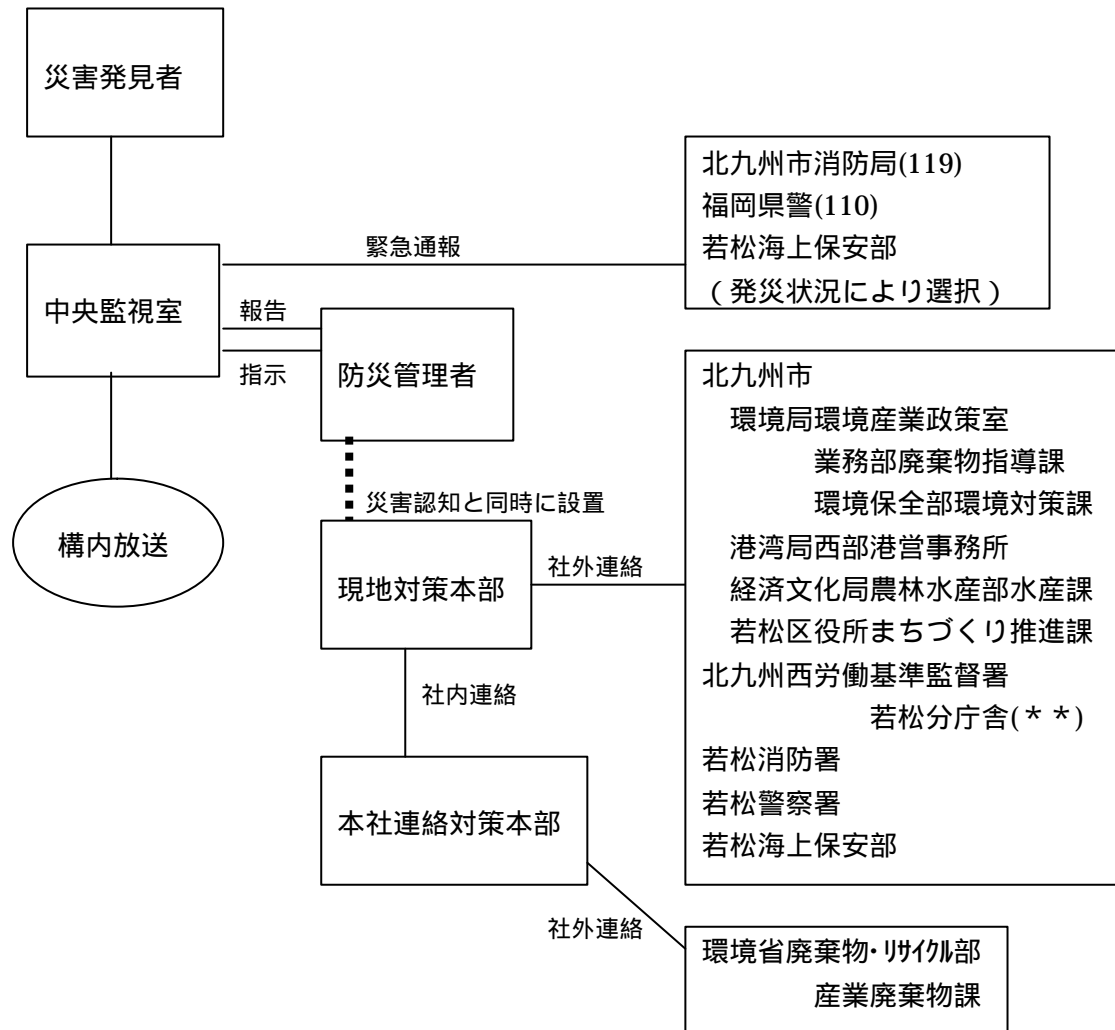 災害発見者
北九州市消防局(119)
福岡県警(110)
若松海上保安部
(発災状況により選択)
緊急通報
中央監視室
報告
指示
防災管理者
災害認知と同時に設置
構内放送
現地対策本部
社外連絡
北九州市
環境局環境産業政策室
業務部廃棄物指導課
環境保全部環境対策課
港湾局西部港営事務所
経済文化局農林水産部水産課
若松区役所まちづくり推進課
北九州西労働基準監督署
若松分庁舎(**)
若松消防署
若松警察署
若松海上保安部
社内連絡
本社連絡対策本部
社外連絡
環境省廃棄物・ﾘｻｲｸﾙ部
産業廃棄物課